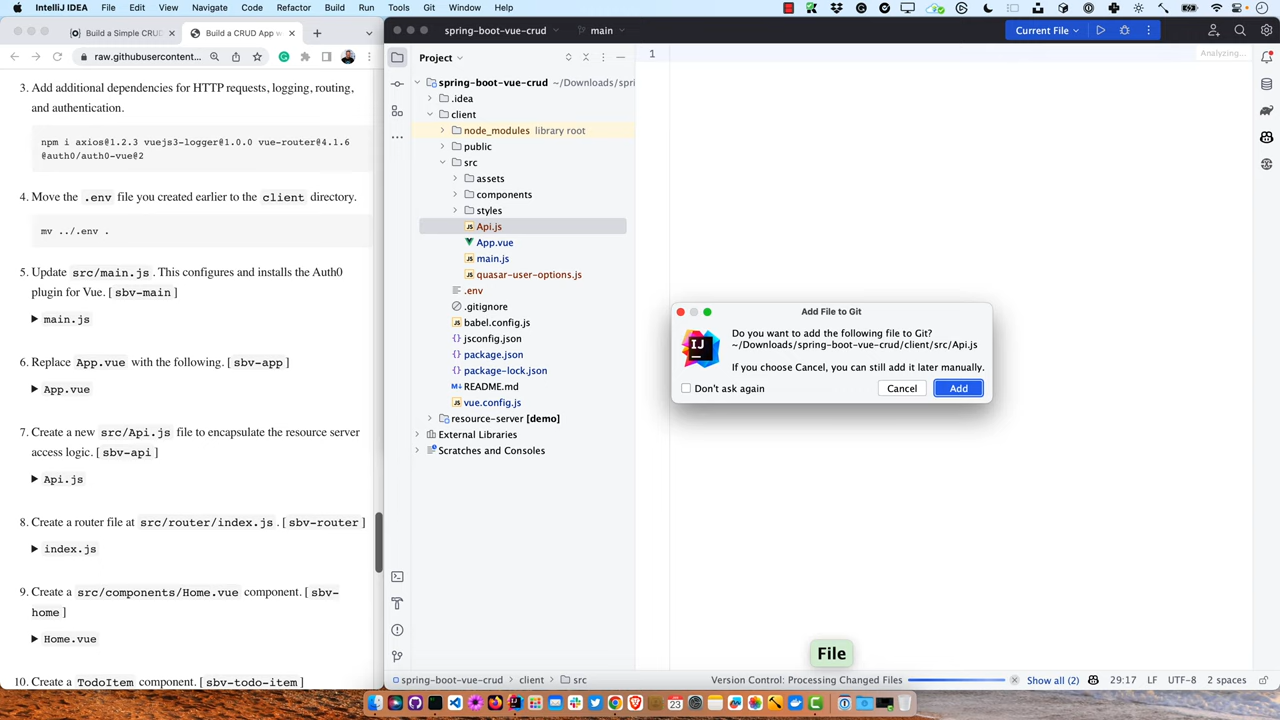 IntelliJ IDEA File Edit View Navigate Code Refactor Build Run Tools Git Window Help
Build a Simple CRUD
Build a CRUD App w
raw.githubusercontent...
3. Add additional dependencies for HTTP requests, logging, routing,
and authentication.
npm i axios@1.2.3 vuejs3-logger@1.0.0 vue-router@4.1.6
@auth0/auth0-vue@2
4. Move the .env file you created earlier to the client directory.
mv ../.env .
5. Update src/main.js . This configures and installs the Auth0
plugin for Vue. [ sbv-main ]
main.js
6. Replace App.vue with the following. [ sbv-app ]
App.vue
7. Create a new src/Api.js file to encapsulate the resource server
access logic. [ sbv-api ]
Api.js
8. Create a router file at src/router/index.js . [ sbv-router ]
index.js
9. Create a src/components/Home.vue component. [ sbv-
home ]
Home.vue
10. Create a TodoItem component. [ sbv-todo-item ]
spring-boot-vue-crud
main
Current File
Project
spring-boot-vue-crud ~/Downloads/spri
.idea
client
node_modules library root
public
src
assets
components
styles
Api.js
App.vue
main.js
quasar-user-options.js
.env
.gitignore
babel.config.js
jsconfig.json
package.json
package-lock.json
README.md
vue.config.js
resource-server [demo]
External Libraries
Scratches and Consoles
1
Analyzing...
Add File to Git
Do you want to add the following file to Git?
~/Downloads/spring-boot-vue-crud/client/src/Api.js
If you choose Cancel, you can still add it later manually.
Don't ask again
Cancel
Add
File
spring-boot-vue-crud
client
src
Version Control: Processing Changed Files
Show all (2)
29:17
LF
UTF-8
2 spaces